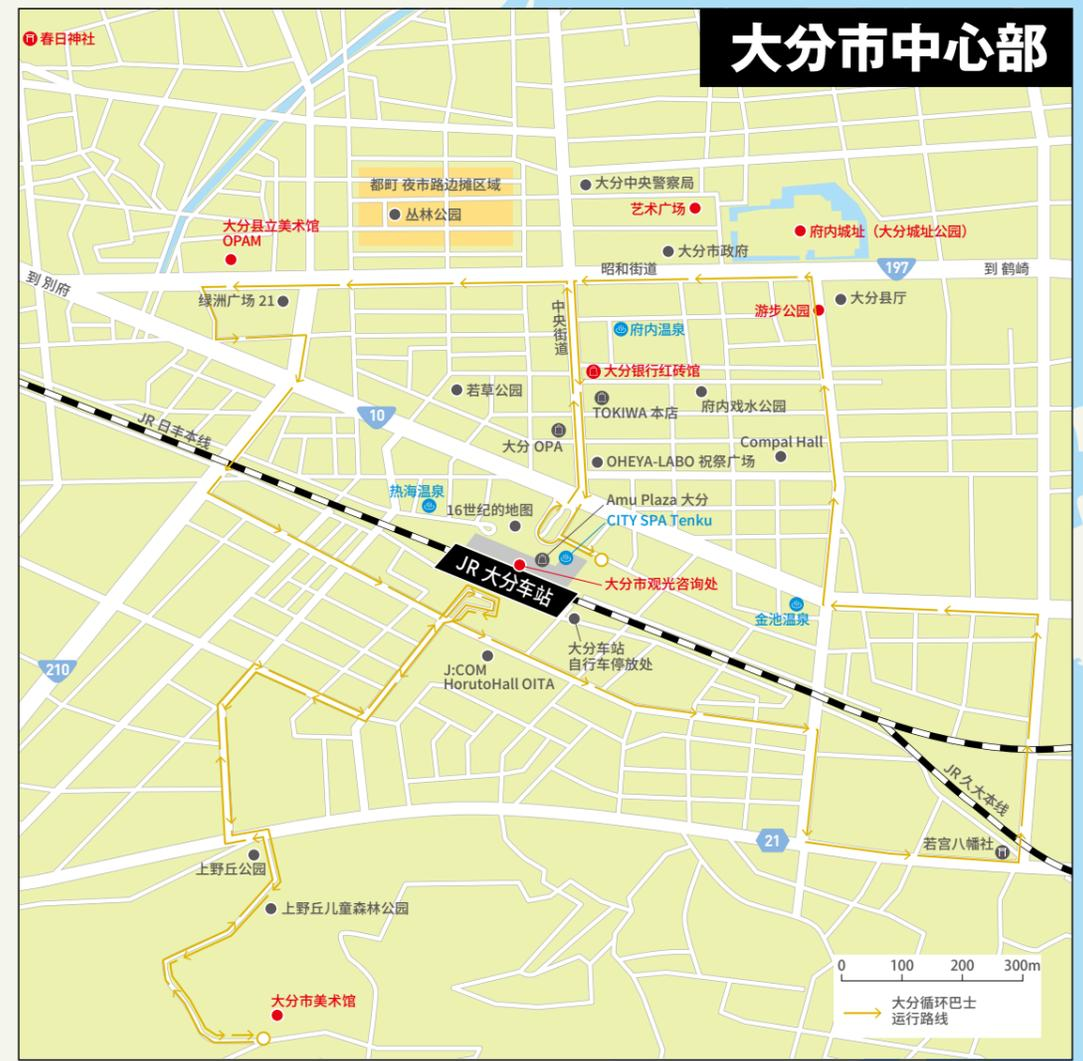 大分市中心部
春日神社
都町 夜市路边摊区域
丛林公园
大分中央警察局
艺术广场
大分县立美术馆
OPAM
府内城址（大分城址公园）
大分市政府
昭和街道
197
到 鹤崎
到 別府
绿洲广场 21
大分县厅
游步公园
中央街道
府内温泉
大分银行红砖馆
若草公园
TOKIWA 本店
府内戏水公园
10
JR 日丰本线
大分 OPA
Compal Hall
OHEYA-LABO 祝祭广场
热海温泉
16世纪的地图
Amu Plaza 大分
CITY SPA Tenku
JR 大分车站
大分市观光咨询处
金池温泉
大分车站
自行车停放处
210
J:COM
HorutoHall OITA
JR 久大本线
21
若宫八幡社
上野丘公园
上野丘儿童森林公园
大分市美术馆
0 100 200 300m
大分循环巴士
运行路线